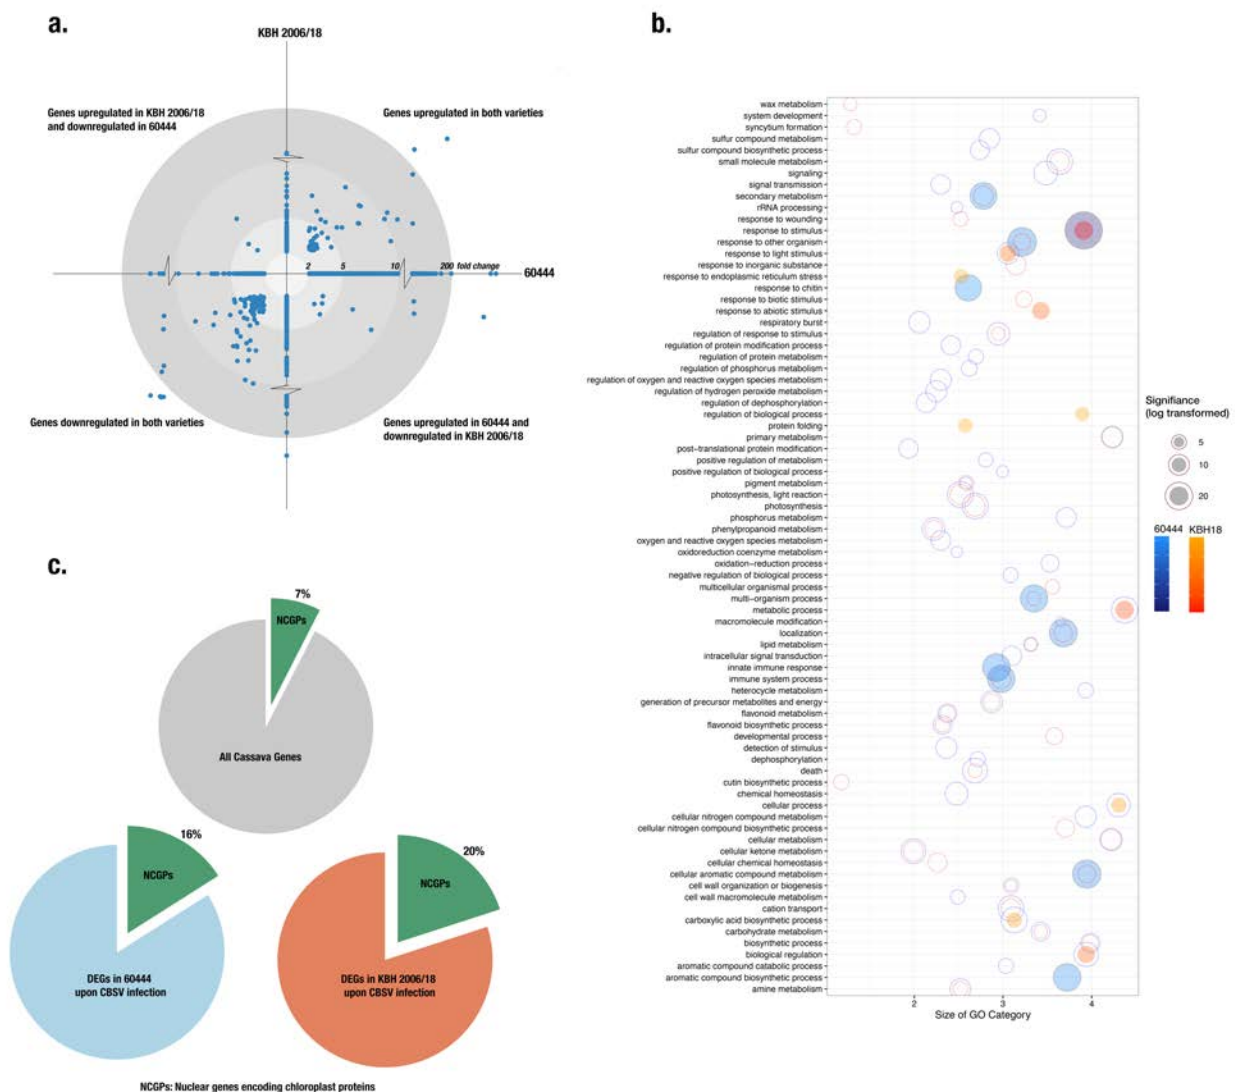 a.
KBH 2006/18
Genes upregulated in KBH 2006/18
and downregulated in 60444
Genes upregulated in both varieties
2 5 10 200 fold change
60444
Genes downregulated in both varieties
Genes upregulated in 60444 and
downregulated in KBH 2006/18
b.
wax metabolism
system development
syncytium formation
sulfur compound metabolism
sulfur compound biosynthetic process
small molecule metabolism
signaling
signal transmission
secondary metabolism
rRNA processing
response to wounding
response to stimulus
response to other organism
response to light stimulus
response to inorganic substance
response to endoplasmic reticulum stress
response to chitin
response to biotic stimulus
response to abiotic stimulus
respiratory burst
regulation of response to stimulus
regulation of protein modification process
regulation of protein metabolism
regulation of phosphorus metabolism
regulation of oxygen and reactive oxygen species metabolism
regulation of hydrogen peroxide metabolism
regulation of dephosphorylation
regulation of biological process
protein folding
primary metabolism
post-translational protein modification
positive regulation of metabolism
positive regulation of biological process
pigment metabolism
photosynthesis, light reaction
photosynthesis
phosphorus metabolism
phenylpropanoid metabolism
oxygen and reactive oxygen species metabolism
oxidoreduction coenzyme metabolism
oxidation-reduction process
negative regulation of biological process
multicellular organismal process
multi-organism process
metabolic process
macromolecule modification
localization
lipid metabolism
intracellular signal transduction
innate immune response
immune system process
heterocycle metabolism
generation of precursor metabolites and energy
flavonoid metabolism
flavonoid biosynthetic process
developmental process
detection of stimulus
dephosphorylation
death
cutin biosynthetic process
chemical homeostasis
cellular process
cellular nitrogen compound metabolism
cellular nitrogen compound biosynthetic process
cellular metabolism
cellular ketone metabolism
cellular chemical homeostasis
cellular aromatic compound metabolism
cell wall organization or biogenesis
cell wall macromolecule metabolism
cation transport
carboxylic acid biosynthetic process
carbohydrate metabolism
biosynthetic process
biological regulation
aromatic compound catabolic process
aromatic compound biosynthetic process
amine metabolism
2 3 4
Size of GO Category
Signifiance
(log transformed)
5
10
20
60444 KBH18
c.
7%
NCGPs
All Cassava Genes
16%
NCGPs
DEGs in 60444
upon CBSV infection
20%
NCGPs
DEGs in KBH 2006/18
upon CBSV infection
NCGPs: Nuclear genes encoding chloroplast proteins